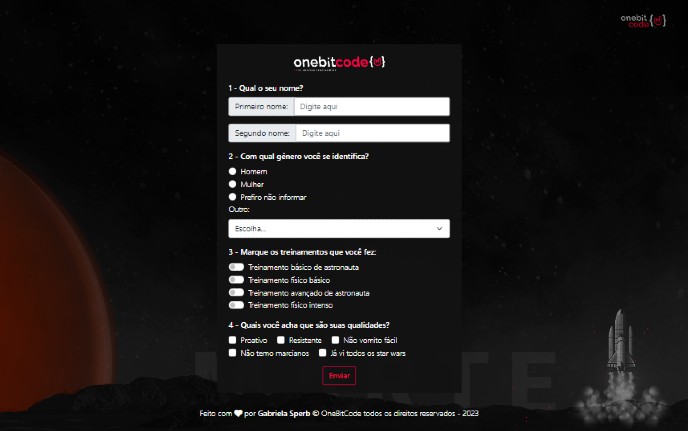 onebit
code{}
onebitcode{}
1 - Qual o seu nome?
Primeiro nome: Digite aqui
Segundo nome: Digite aqui
2 - Com qual gênero você se identifica?
Homem
Mulher
Prefiro não informar
Outro:
Escolha...
3 - Marque os treinamentos que você fez:
Treinamento básico de astronauta
Treinamento físico básico
Treinamento avançado de astronauta
Treinamento físico intenso
4 - Quais você acha que são suas qualidades?
Proativo Resistente Não vomito fácil
Não temo marcianos Já vi todos os star wars
Enviar
Feito com ❤ por Gabriela Sperb © OneBitCode todos os direitos reservados - 2023